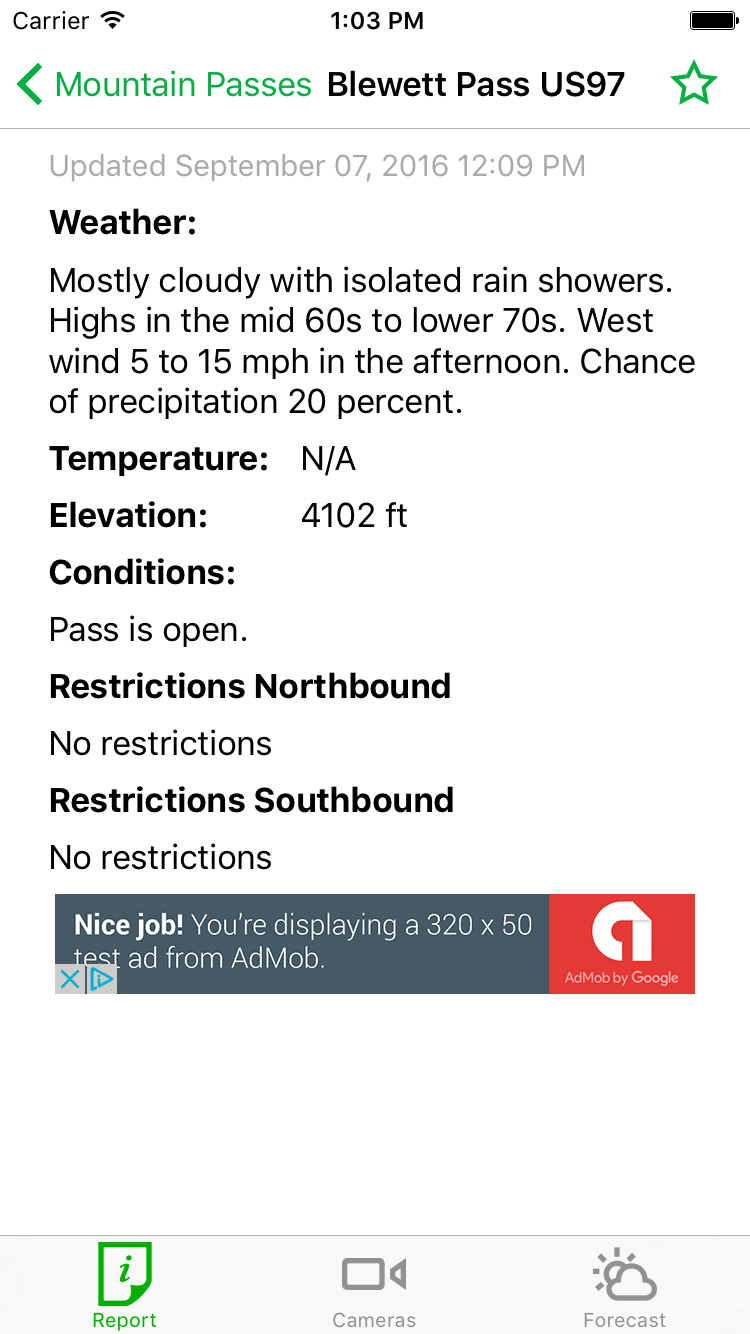 Carrier 1:03 PM
Mountain Passes Blewett Pass US97
Updated September 07, 2016 12:09 PM
Weather:
Mostly cloudy with isolated rain showers.
Highs in the mid 60s to lower 70s. West
wind 5 to 15 mph in the afternoon. Chance
of precipitation 20 percent.
Temperature: N/A
Elevation: 4102 ft
Conditions:
Pass is open.
Restrictions Northbound
No restrictions
Restrictions Southbound
No restrictions
Nice job! You're displaying a 320 x 50
test ad from AdMob.
AdMob by Google
Report Cameras Forecast